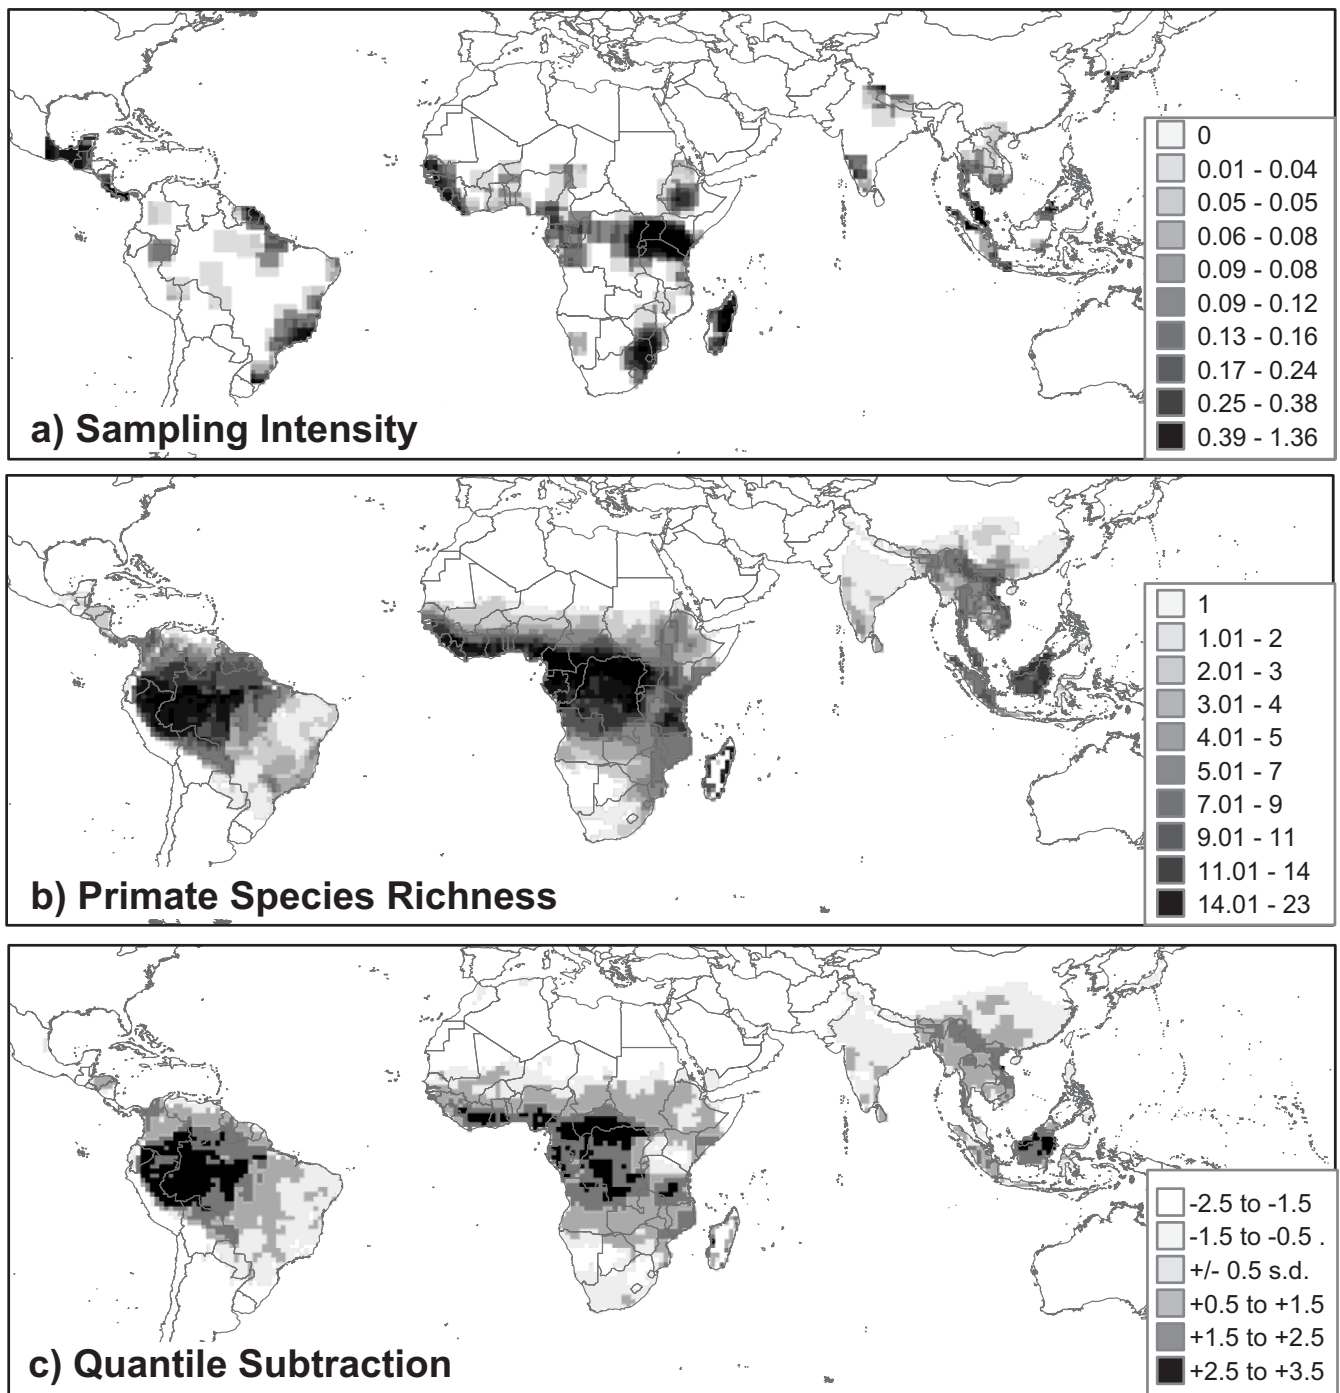 0
0.01 - 0.04
0.05 - 0.05
0.06 - 0.08
0.09 - 0.08
0.09 - 0.12
0.13 - 0.16
0.17 - 0.24
0.25 - 0.38
0.39 - 1.36
a) Sampling Intensity
1
1.01 - 2
2.01 - 3
3.01 - 4
4.01 - 5
5.01 - 7
7.01 - 9
9.01 - 11
11.01 - 14
14.01 - 23
b) Primate Species Richness
-2.5 to -1.5
-1.5 to -0.5 .
+/- 0.5 s.d.
+0.5 to +1.5
+1.5 to +2.5
+2.5 to +3.5
c) Quantile Subtraction